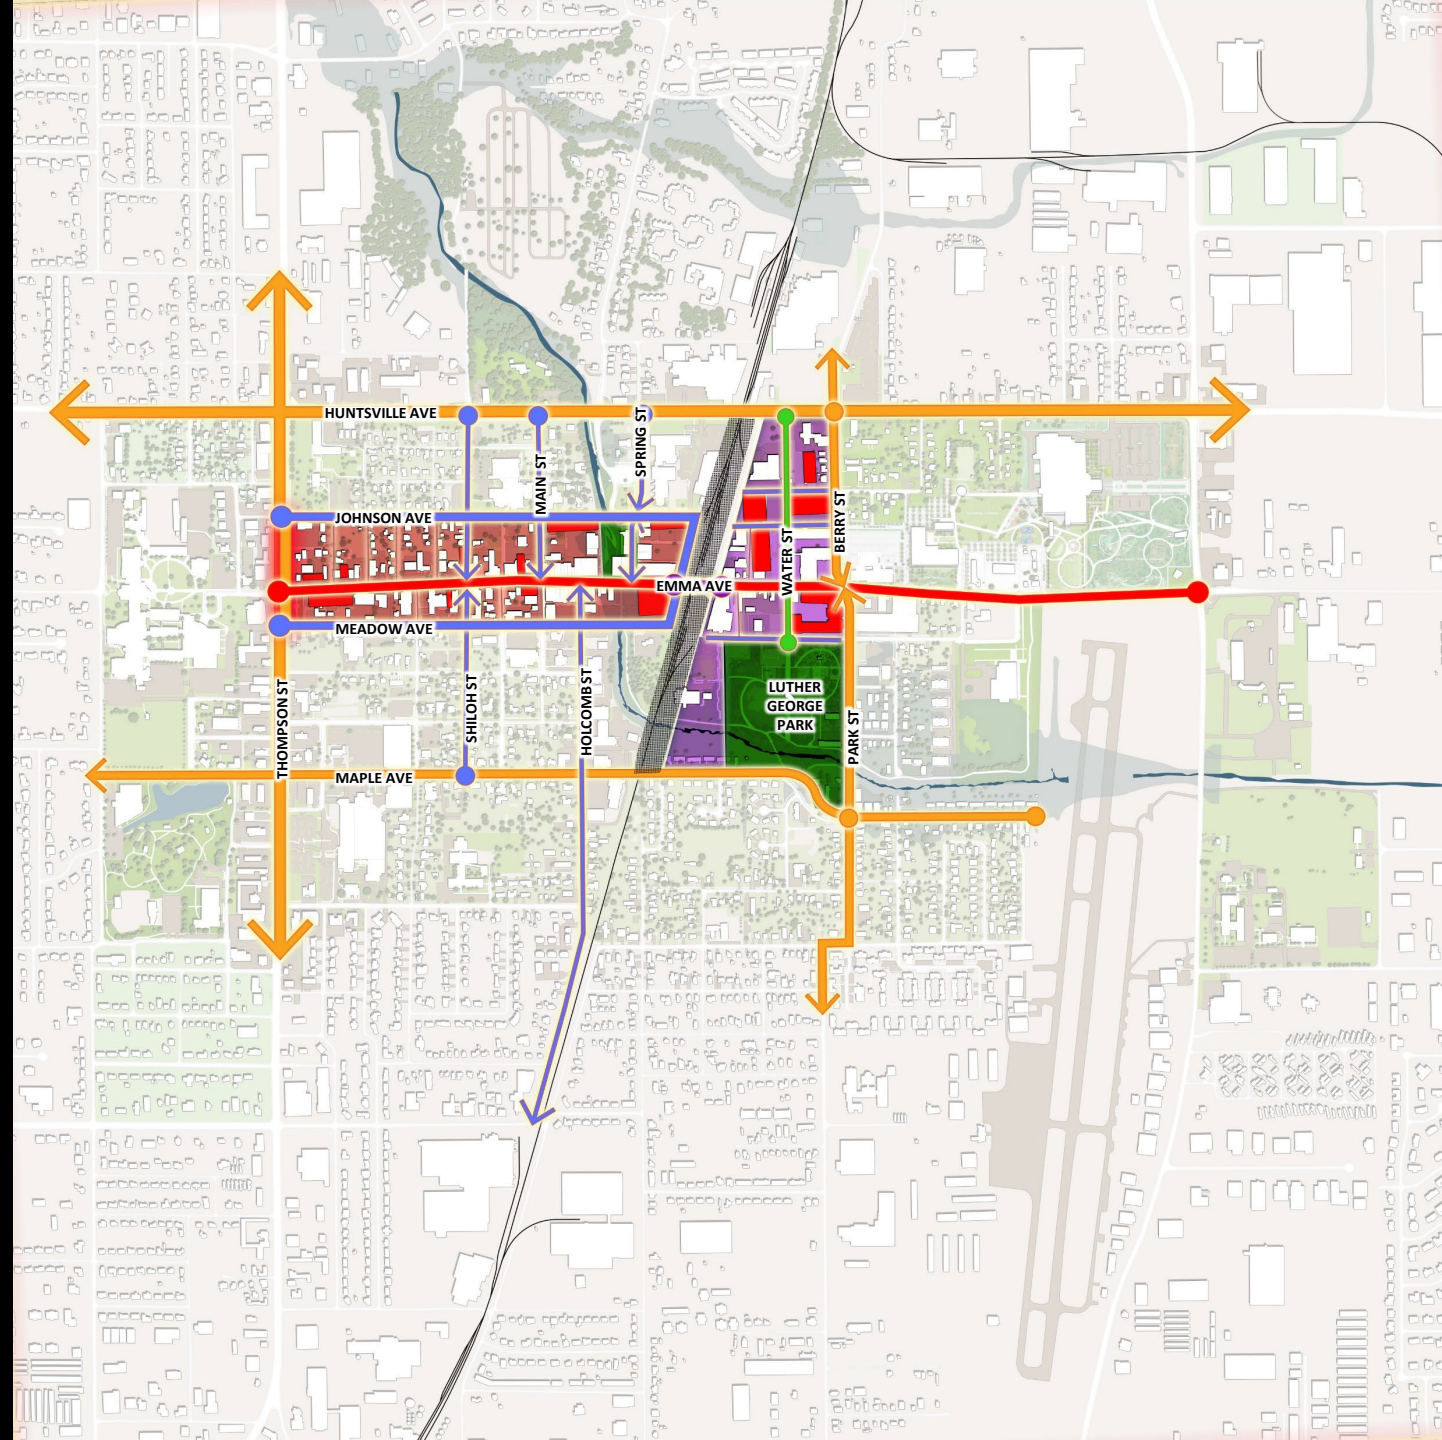 HUNTSVILLE AVE
SPRING ST
MAIN ST
JOHNSON AVE
BERRY ST
WATER ST
EMMA AVE
MEADOW AVE
THOMPSON ST
SHILOH ST
HOLCOMB ST
LUTHER
GEORGE
PARK
PARK ST
MAPLE AVE